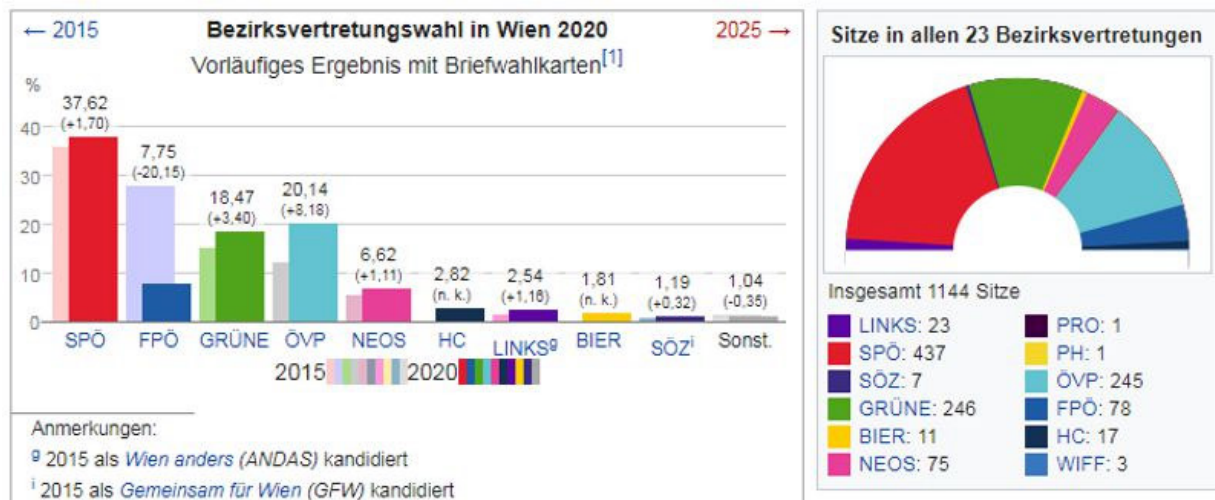 ← 2015 Bezirksvertretungswahl in Wien 2020 2025 →
Vorläufiges Ergebnis mit Briefwahlkarten[1]
%
40
30
20
10
0
37,62
(+1,70)
7,75
(-20,15)
18,47
(+3,40)
20,14
(+8,18)
6,62
(+1,11)
2,82
(n. k.)
2,54
(+1,16)
1,81
(n. k.)
1,19
(+0,32)
1,04
(-0,35)
SPÖ FPÖ GRÜNE ÖVP NEOS HC LINKSg BIER SÖZi Sonst.
2015 2020
Anmerkungen:
g 2015 als Wien anders (ANDAS) kandidiert
i 2015 als Gemeinsam für Wien (GFW) kandidiert
Sitze in allen 23 Bezirksvertretungen
Insgesamt 1144 Sitze
LINKS: 23
SPÖ: 437
SÖZ: 7
GRÜNE: 246
BIER: 11
NEOS: 75
PRO: 1
PH: 1
ÖVP: 245
FPÖ: 78
HC: 17
WIFF: 3